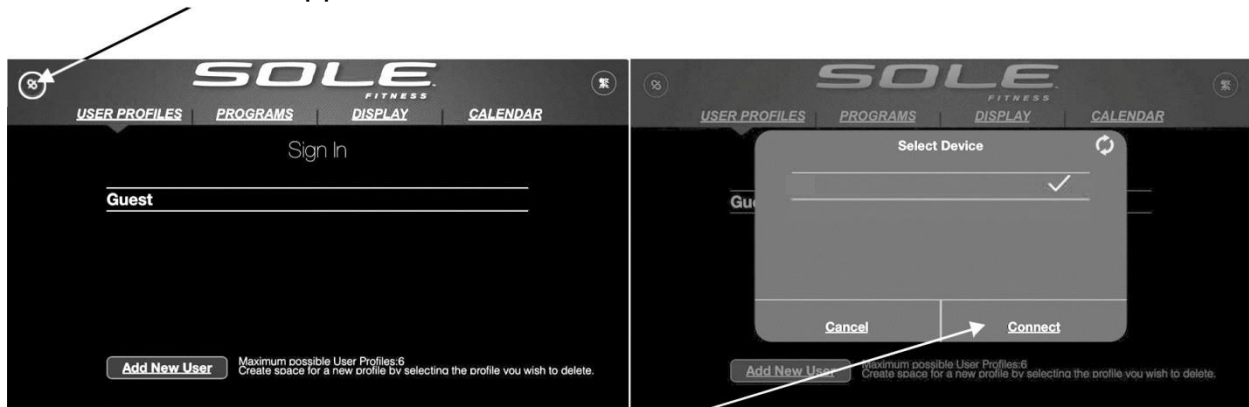 SOLE
FITNESS
USER PROFILES PROGRAMS DISPLAY CALENDAR
Sign In
Guest
Add New User
Maximum possible User Profiles:6
Create space for a new profile by selecting the profile you wish to delete.
SOLE
FITNESS
USER PROFILES PROGRAMS DISPLAY CALENDAR
Select Device
Gu
Cancel Connect
Add New User
Maximum possible User Profiles:6
Create space for a new profile by selecting the profile you wish to delete.